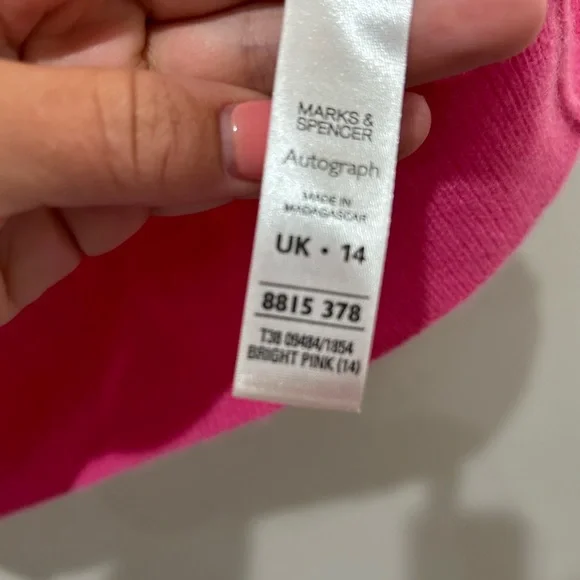 MARKS &
SPENCER
Autograph
MADE IN
MADAGASCAR
UK • 14
8815 378
T38 09484/1854
BRIGHT PINK (14)